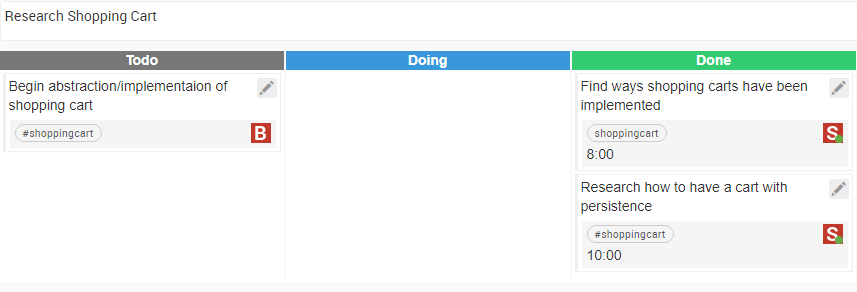 Research Shopping Cart
Todo
Doing
Done
Begin abstraction/implementaion of
shopping cart
#shoppingcart
B
Find ways shopping carts have been
implemented
shoppingcart
S
8:00
Research how to have a cart with
persistence
#shoppingcart
S
10:00